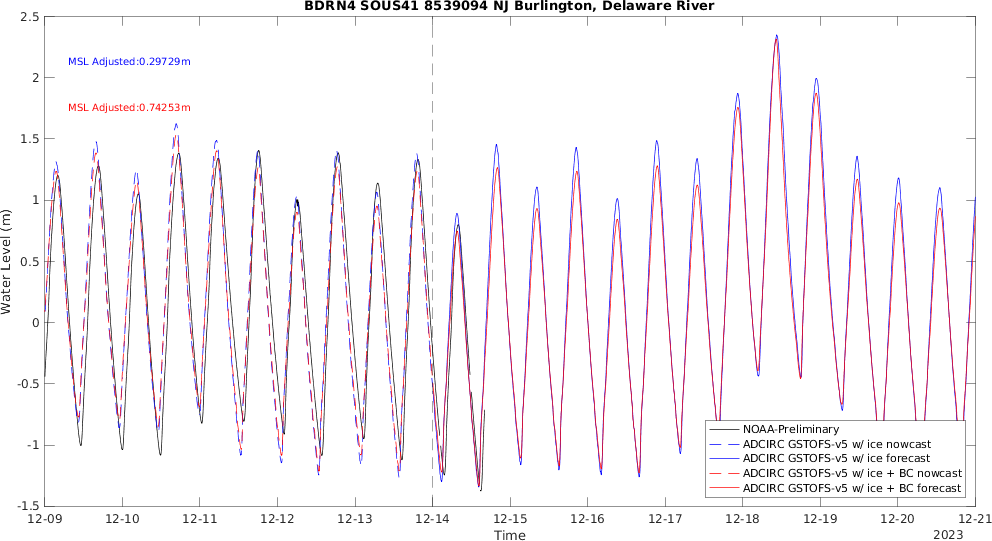 BDRN4 SOUS41 8539094 NJ Burlington, Delaware River
2.5
2
1.5
1
0.5
0
-0.5
-1
-1.5
Water Level (m)
MSL Adjusted:0.29729m
MSL Adjusted:0.74253m
NOAA-Preliminary
ADCIRC GSTOFS-v5 w/ ice nowcast
ADCIRC GSTOFS-v5 w/ ice forecast
ADCIRC GSTOFS-v5 w/ ice + BC nowcast
ADCIRC GSTOFS-v5 w/ ice + BC forecast
12-09 12-10 12-11 12-12 12-13 12-14 12-15 12-16 12-17 12-18 12-19 12-20 12-21
Time
2023